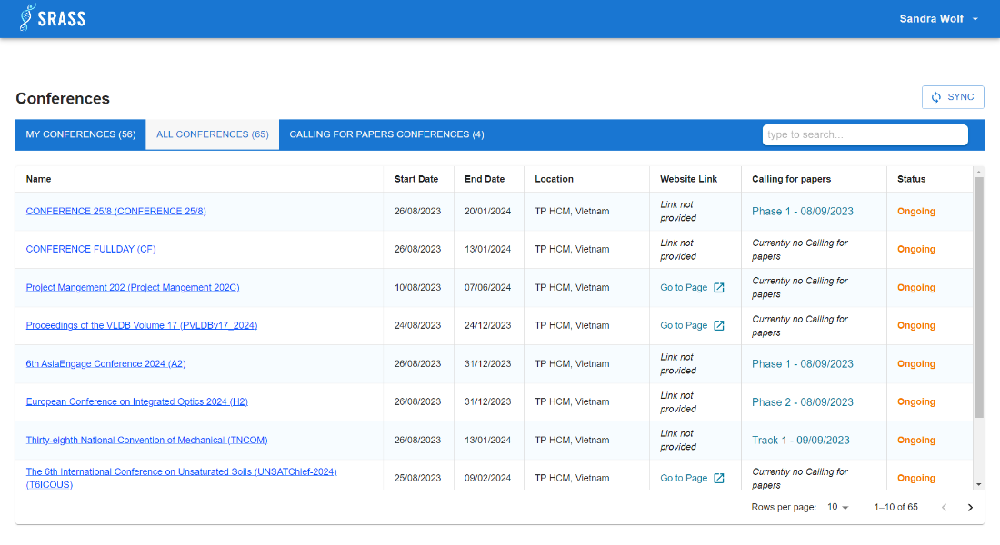 SRASS
Sandra Wolf
Conferences
SYNC
MY CONFERENCES (56)
ALL CONFERENCES (65)
CALLING FOR PAPERS CONFERENCES (4)
type to search...
Name Start Date End Date Location Website Link Calling for papers Status
CONFERENCE 25/8 (CONFERENCE 25/8) 26/08/2023 20/01/2024 TP HCM, Vietnam Link not provided Phase 1 - 08/09/2023 Ongoing
CONFERENCE FULLDAY (CF) 26/08/2023 13/01/2024 TP HCM, Vietnam Link not provided Currently no Calling for papers Ongoing
Project Mangement 202 (Project Mangement 202C) 10/08/2023 07/06/2024 TP HCM, Vietnam Go to Page Currently no Calling for papers Ongoing
Proceedings of the VLDB Volume 17 (PVLDBv17_2024) 24/08/2023 24/12/2023 TP HCM, Vietnam Go to Page Currently no Calling for papers Ongoing
6th AsiaEngage Conference 2024 (A2) 26/08/2023 31/12/2023 TP HCM, Vietnam Link not provided Phase 1 - 08/09/2023 Ongoing
European Conference on Integrated Optics 2024 (H2) 26/08/2023 31/12/2023 TP HCM, Vietnam Link not provided Phase 2 - 08/09/2023 Ongoing
Thirty-eighth National Convention of Mechanical (TNCOM) 26/08/2023 13/01/2024 TP HCM, Vietnam Link not provided Track 1 - 09/09/2023 Ongoing
The 6th International Conference on Unsaturated Soils (UNSATChief-2024) (T6ICOUS) 25/08/2023 09/02/2024 TP HCM, Vietnam Go to Page Currently no Calling for papers Ongoing
Rows per page: 10 1–10 of 65